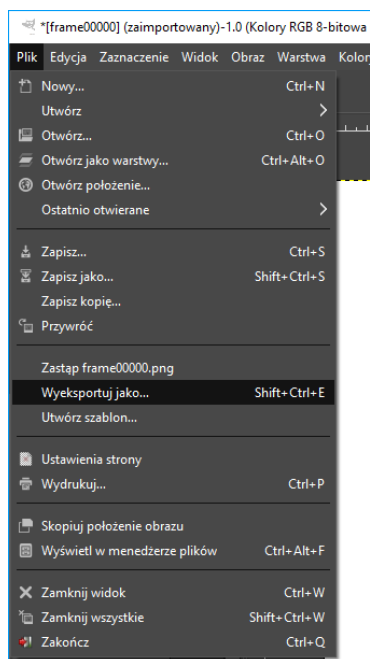 *[frame00000] (zaimportowany)-1.0 (Kolory RGB 8-bitowa
Plik Edycja Zaznaczenie Widok Obraz Warstwa Kolory
Nowy... Ctrl+N
Utwórz
Otwórz... Ctrl+O
Otwórz jako warstwy... Ctrl+Alt+O
Otwórz położenie...
Ostatnio otwierane
Zapisz... Ctrl+S
Zapisz jako... Shift+Ctrl+S
Zapisz kopię...
Przywróć
Zastąp frame00000.png
Wyeksportuj jako... Shift+Ctrl+E
Utwórz szablon...
Ustawienia strony
Wydrukuj... Ctrl+P
Skopiuj położenie obrazu
Wyświetl w menedżerze plików Ctrl+Alt+F
Zamknij widok Ctrl+W
Zamknij wszystkie Shift+Ctrl+W
Zakończ Ctrl+Q